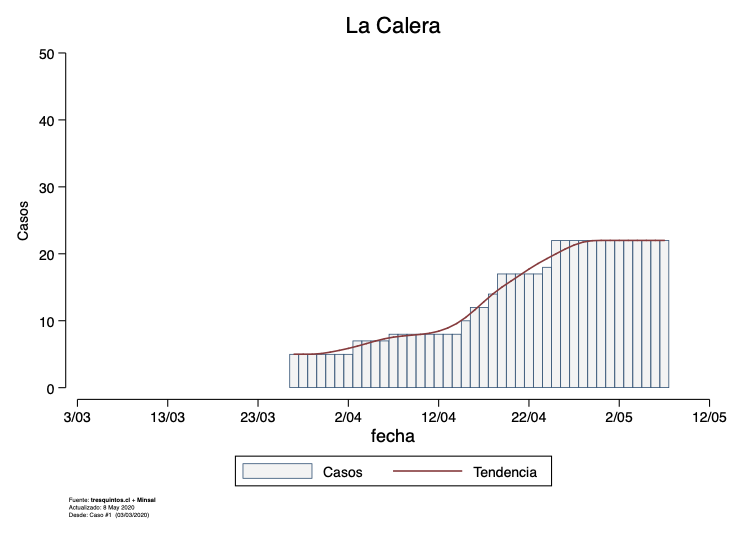 La Calera
Casos
50
40
30
20
10
0
3/03 13/03 23/03 2/04 12/04 22/04 2/05 12/05
fecha
Casos Tendencia
Fuente: tresquintos.cl + Minsal
Actualizado: 8 May 2020
Desde: Caso #1 (03/03/2020)